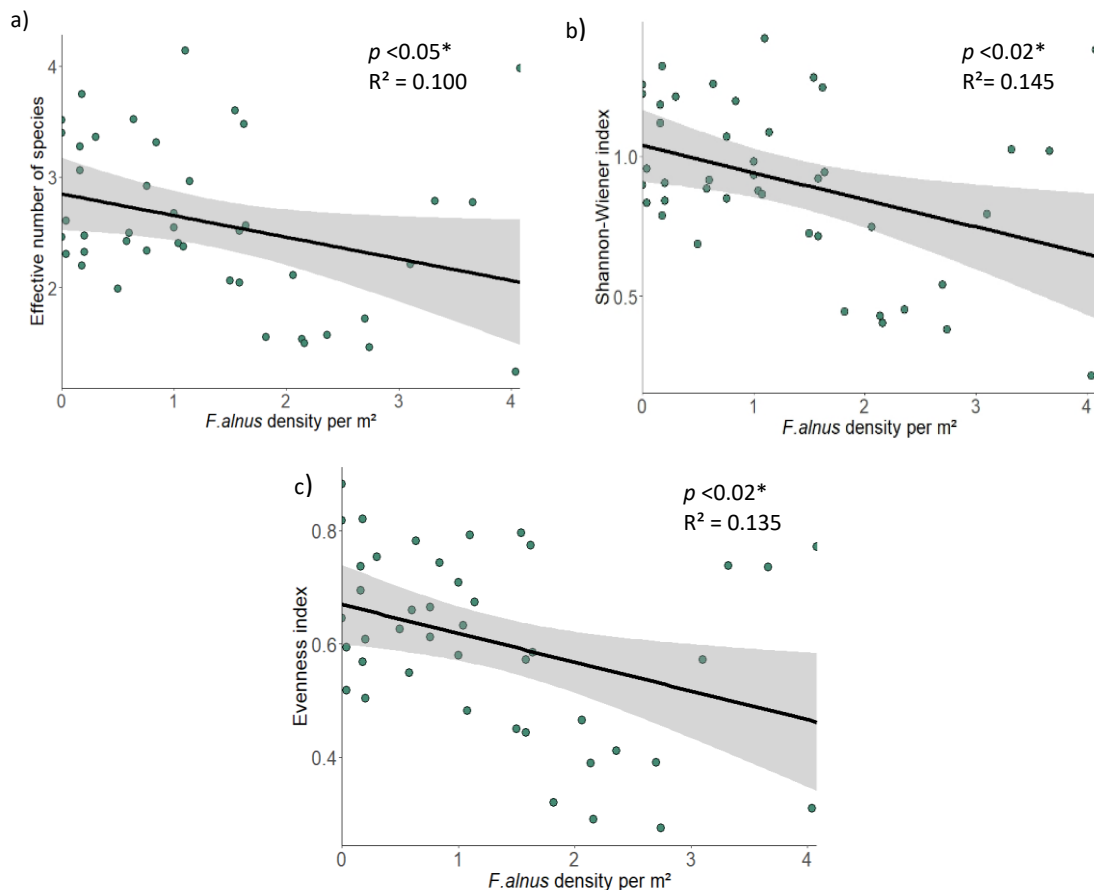 a)
p <0.05*
R² = 0.100
Effective number of species
4
3
2
0 1 2 3 4
F.alnus density per m²
b)
p <0.02*
R² = 0.145
Shannon-Wiener index
1.0
0.5
0 1 2 3 4
F.alnus density per m²
c)
p <0.02*
R² = 0.135
Evenness index
0.8
0.6
0.4
0 1 2 3 4
F.alnus density per m²